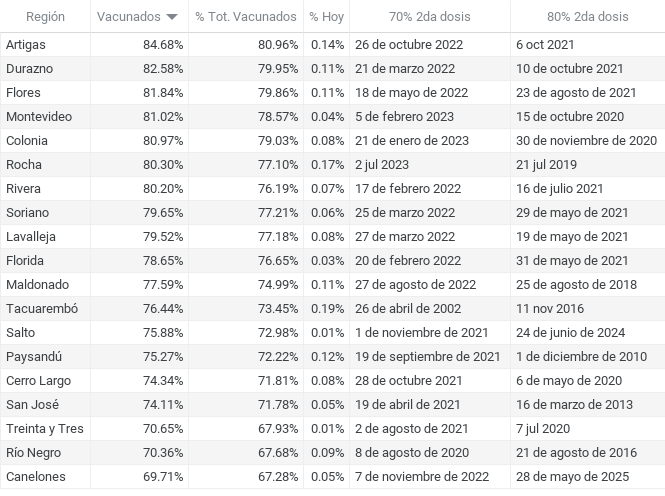 Región Vacunados % Tot. Vacunados % Hoy 70% 2da dosis 80% 2da dosis
Artigas 84.68% 80.96% 0.14% 26 de octubre 2022 6 oct 2021
Durazno 82.58% 79.95% 0.11% 21 de marzo 2022 10 de octubre 2021
Flores 81.84% 79.86% 0.11% 18 de mayo de 2022 23 de agosto de 2021
Montevideo 81.02% 78.57% 0.04% 5 de febrero 2023 15 de octubre 2020
Colonia 80.97% 79.03% 0.08% 21 de enero de 2023 30 de noviembre de 2020
Rocha 80.30% 77.10% 0.17% 2 jul 2023 21 jul 2019
Rivera 80.20% 76.19% 0.07% 17 de febrero 2022 16 de julio 2021
Soriano 79.65% 77.21% 0.06% 25 de marzo 2022 29 de mayo de 2021
Lavalleja 79.52% 77.18% 0.08% 27 de marzo 2022 19 de mayo de 2021
Florida 78.65% 76.65% 0.03% 20 de febrero 2022 31 de mayo de 2021
Maldonado 77.59% 74.99% 0.11% 27 de agosto de 2022 25 de agosto de 2018
Tacuarembó 76.44% 73.45% 0.19% 26 de abril de 2002 11 nov 2016
Salto 75.88% 72.98% 0.01% 1 de noviembre de 2021 24 de junio de 2024
Paysandú 75.27% 72.22% 0.12% 19 de septiembre de 2021 1 de diciembre de 2010
Cerro Largo 74.34% 71.81% 0.08% 28 de octubre 2021 6 de mayo de 2020
San José 74.11% 71.78% 0.05% 19 de abril de 2021 16 de marzo de 2013
Treinta y Tres 70.65% 67.93% 0.01% 2 de agosto de 2021 7 jul 2020
Río Negro 70.36% 67.68% 0.09% 8 de agosto de 2020 21 de agosto de 2016
Canelones 69.71% 67.28% 0.05% 7 de noviembre de 2022 28 de mayo de 2025